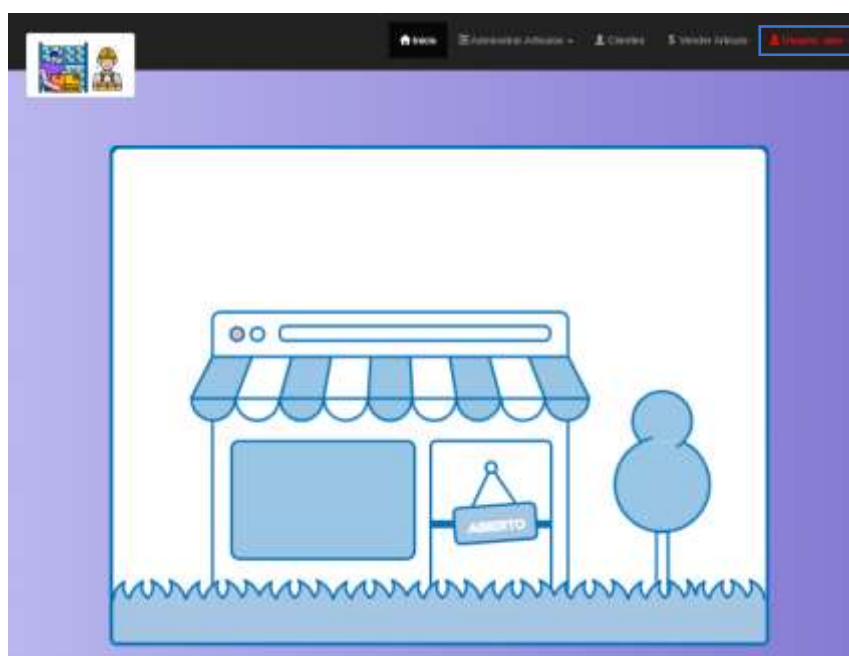 Inicio
Administrar Artículos
Clientes
$ Vender Artículo
ABIERTO